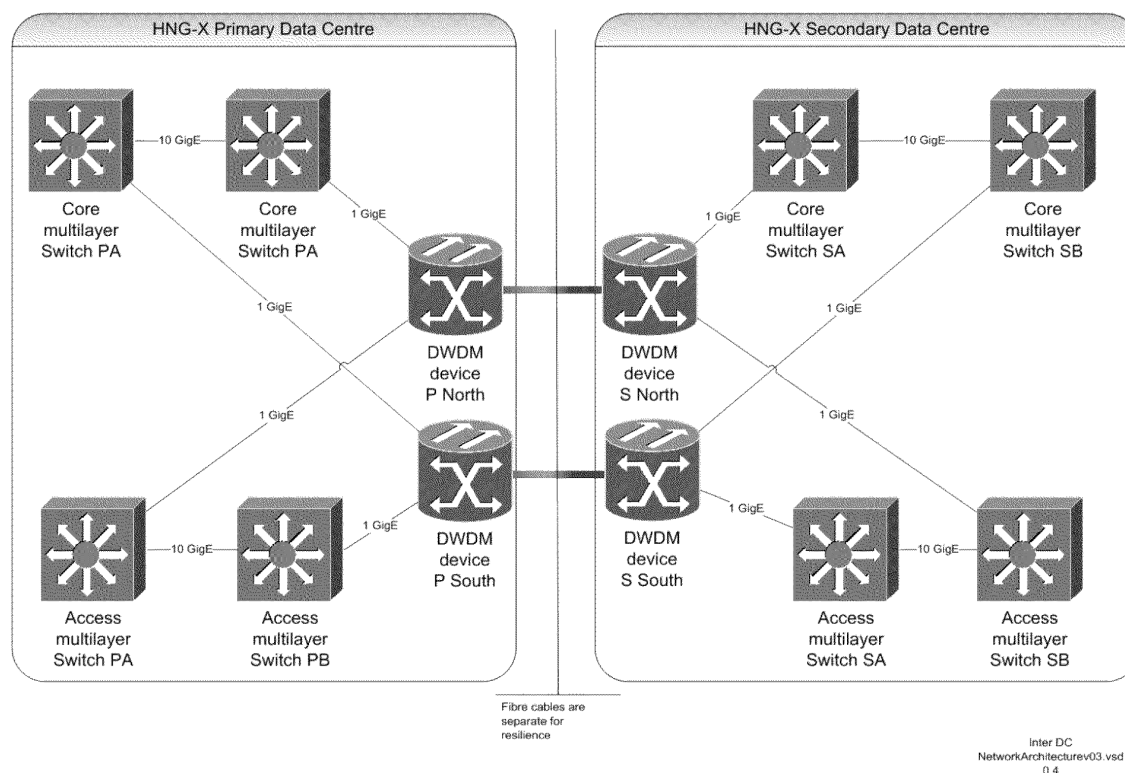 HNG-X Primary Data Centre
HNG-X Secondary Data Centre
10 GigE
10 GigE
Core
multilayer
Switch PA
Core
multilayer
Switch PA
1 GigE
1 GigE
Core
multilayer
Switch SA
Core
multilayer
Switch SB
1 GigE
1 GigE
DWDM
device
P North
DWDM
device
S North
1 GigE
1 GigE
1 GigE
1 GigE
10 GigE
10 GigE
DWDM
device
P South
DWDM
device
S South
Access
multilayer
Switch PA
Access
multilayer
Switch PB
Access
multilayer
Switch SA
Access
multilayer
Switch SB
Fibre cables are
separate for
resilience
Inter DC
NetworkArchitecturev03.vsd
0.4